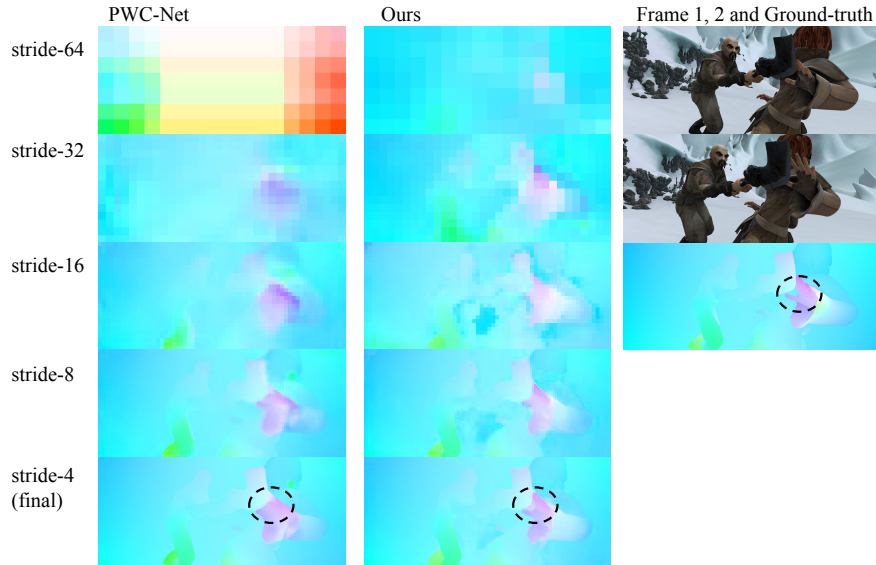 PWC-Net Ours Frame 1, 2 and Ground-truth
stride-64
stride-32
stride-16
stride-8
stride-4
(final)